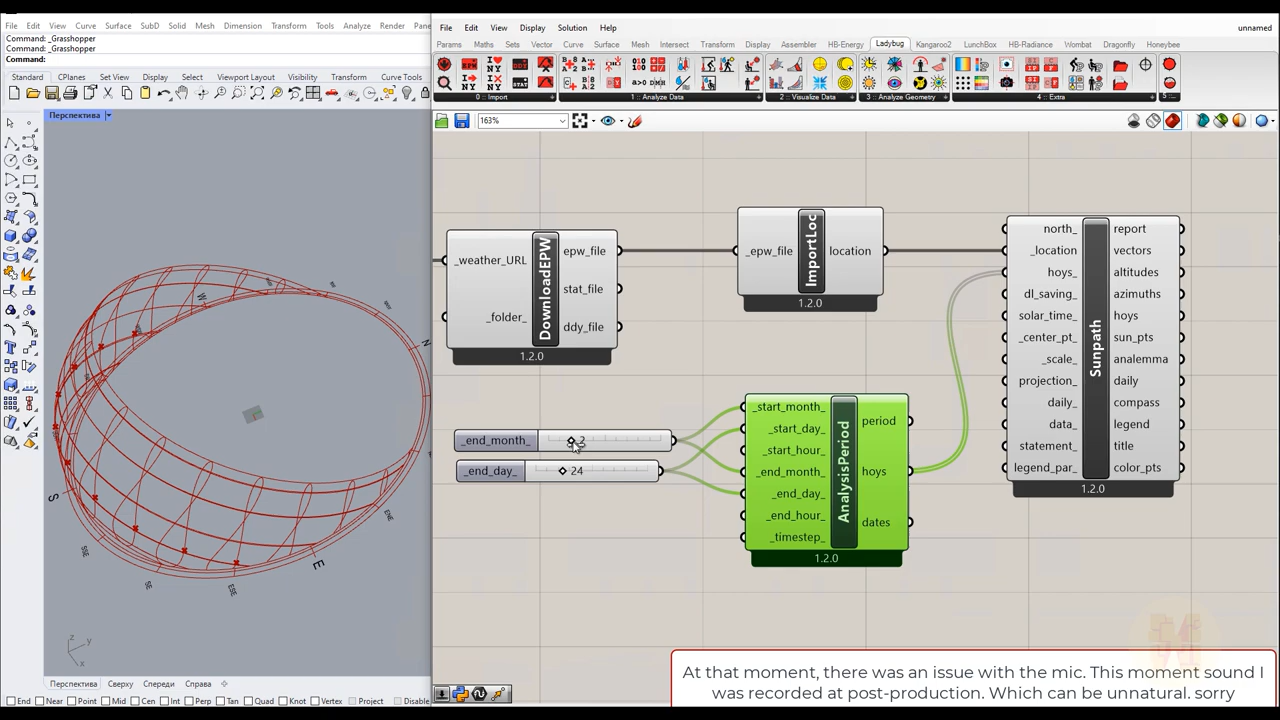 File Edit View Curve Surface SubD Solid Mesh Dimension Transform Tools Analyze Render Pane
Command: _Grasshopper
Command: _Grasshopper
Command:
Standard CPlanes Set View Display Select Viewport Layout Visibility Transform Curve Tools
Перспектива
File Edit View Display Solution Help
unnamed
Params Maths Sets Vector Curve Surface Mesh Intersect Transform Display Assembler HB-Energy Ladybug Kangaroo2 LunchBox HB-Radiance Wombat Dragonfly Honeybee
0 :: Import
1 :: Analyze Data
2 :: Visualize Data
3 :: Analyze Geometry
4 :: Extra
163%
_weather_URL
_folder_
DownloadEPW
epw_file
stat_file
ddy_file
1.2.0
_epw_file
ImportLoc
location
1.2.0
north_
_location
hoys_
dl_saving_
solar_time_
_center_pt_
_scale_
projection_
daily_
data_
statement_
legend_par_
Sunpath
report
vectors
altitudes
azimuths
hoys
sun_pts
analemma
daily
compass
legend
title
color_pts
1.2.0
_end_month_ 2
_end_day_ 24
_start_month_
_start_day_
_start_hour_
_end_month_
_end_day_
_end_hour_
_timestep_
AnalysisPeriod
period
hoys
dates
1.2.0
W
N
S
E
SSE
SE
ESE
ENE
NE
z
y
x
At that moment, there was an issue with the mic. This moment sound I
was recorded at post-production. Which can be unnatural. sorry
Перспектива Сверху Спереди Справа
End Near Point Mid Cen Int Perp Tan Quad Knot Vertex Project Disable